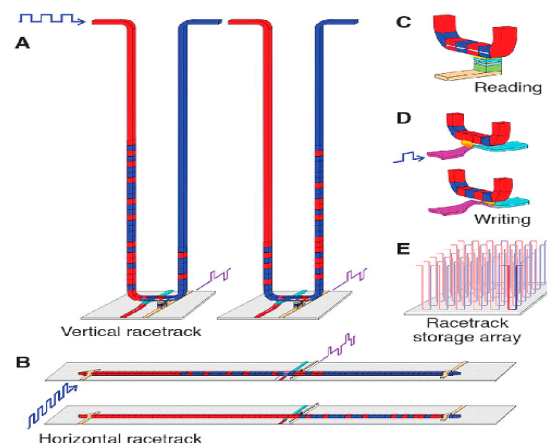 A
Vertical racetrack
B
Horizontal racetrack
C
Reading
D
Writing
E
Racetrack
storage array